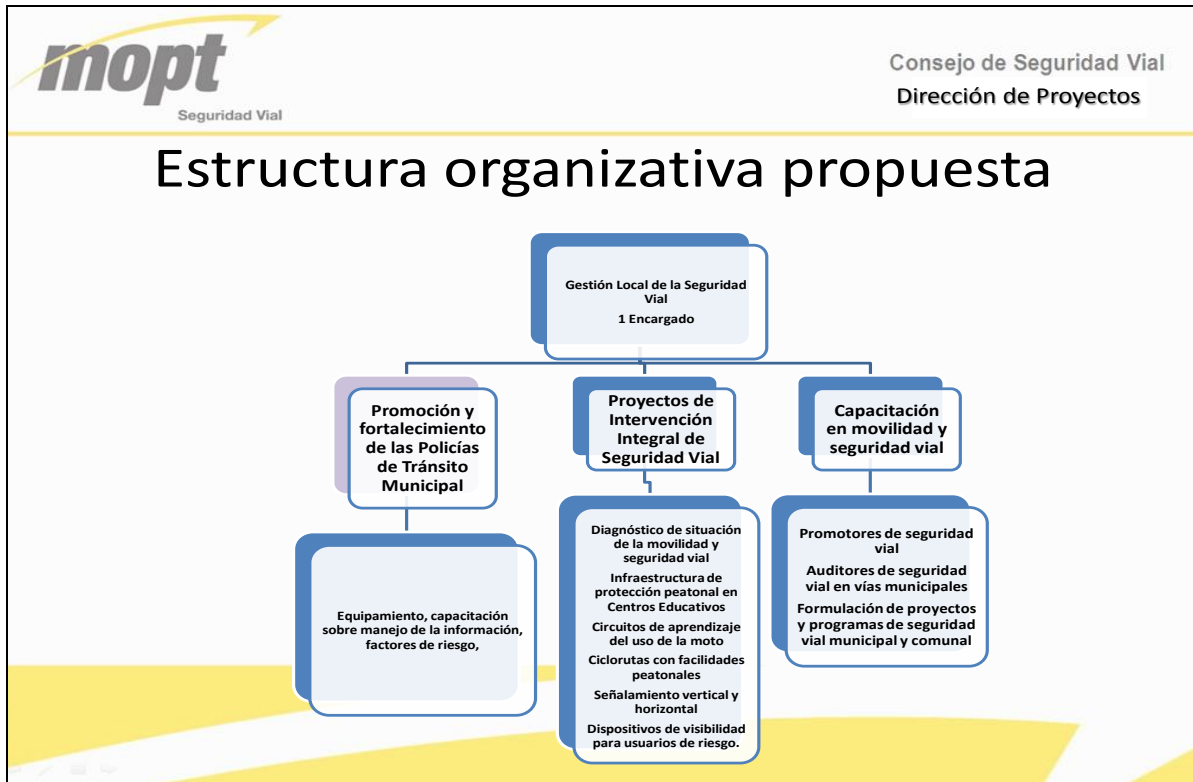 mopt
Seguridad Vial
Consejo de Seguridad Vial
Dirección de Proyectos
Estructura organizativa propuesta
Gestión Local de la Seguridad
Vial
1 Encargado
Promoción y
fortalecimiento
de las Policías
de Tránsito
Municipal
Proyectos de
Intervención
Integral de
Seguridad Vial
Capacitación
en movilidad y
seguridad vial
Equipamiento, capacitación
sobre manejo de la información,
factores de riesgo,
Diagnóstico de situación
de la movilidad y
seguridad vial
Infraestructura de
protección peatonal en
Centros Educativos
Circuitos de aprendizaje
del uso de la moto
Ciclorutas con facilidades
peatonales
Señalamiento vertical y
horizontal
Dispositivos de visibilidad
para usuarios de riesgo.
Promotores de seguridad
vial
Auditores de seguridad
vial en vías municipales
Formulación de proyectos
y programas de seguridad
vial municipal y comunal